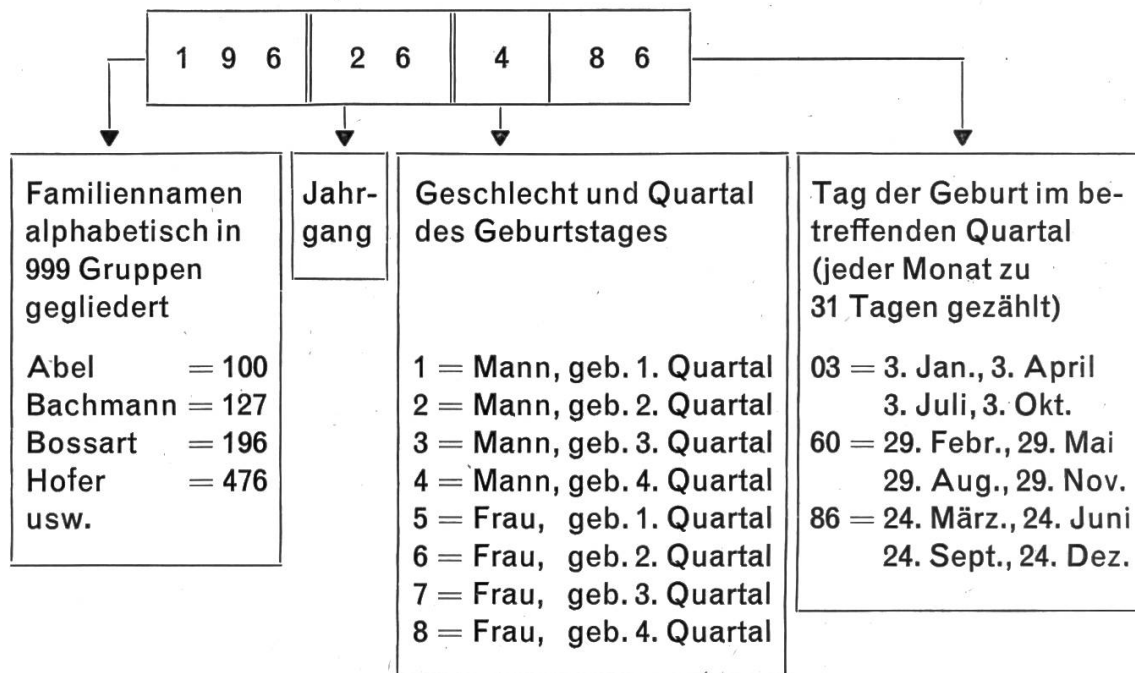 1 9 6 2 6 4 8 6
Familiennamen
alphabetisch in
999 Gruppen
gegliedert
Abel = 100
Bachmann = 127
Bossart = 196
Hofer = 476
usw.
Jahr-
gang
Geschlecht und Quartal
des Geburtstages
1 = Mann, geb. 1. Quartal
2 = Mann, geb. 2. Quartal
3 = Mann, geb. 3. Quartal
4 = Mann, geb. 4. Quartal
5 = Frau, geb. 1. Quartal
6 = Frau, geb. 2. Quartal
7 = Frau, geb. 3. Quartal
8 = Frau, geb. 4. Quartal
Tag der Geburt im be-
treffenden Quartal
(jeder Monat zu
31 Tagen gezählt)
03 = 3. Jan., 3. April
3. Juli, 3. Okt.
60 = 29. Febr., 29. Mai
29. Aug., 29. Nov.
86 = 24. März., 24. Juni
24. Sept., 24. Dez.